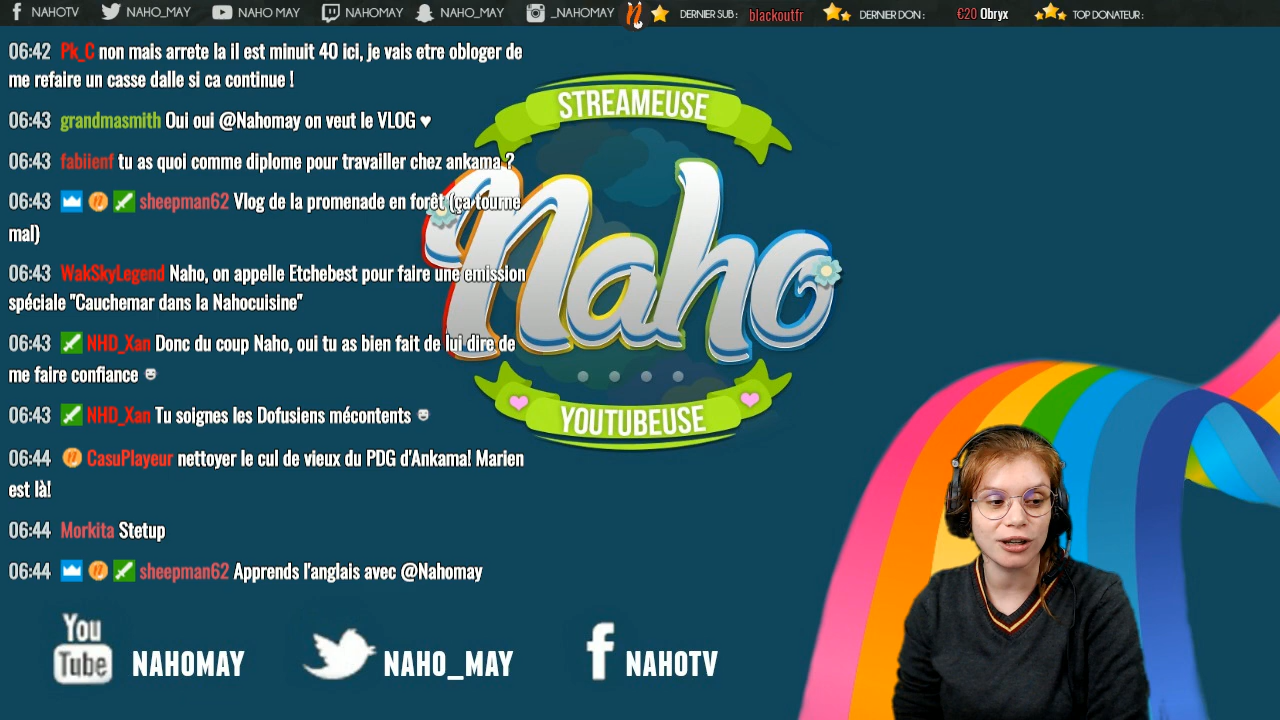 NAHOTV NAHO_MAY NAHO MAY NAHOMAY NAHO_MAY _NAHOMAY DERNIER SUB : blackoutfr DERNIER DON : €20 Obryx TOP DONATEUR :
06:42 Pk_C non mais arrete la il est minuit 40 ici, je vais etre obloger de
me refaire un casse dalle si ca continue !
06:43 grandmasmith Oui oui @Nahomay on veut le VLOG ♥
06:43 fabiienf tu as quoi comme diplome pour travailler chez ankama ?
06:43 sheepman62 Vlog de la promenade en forêt (ça tourne
mal)
06:43 WakSkyLegend Naho, on appelle Etchebest pour faire une emission
spéciale "Cauchemar dans la Nahocuisine"
06:43 NHD_Xan Donc du coup Naho, oui tu as bien fait de lui dire de
me faire confiance
06:43 NHD_Xan Tu soignes les Dofusiens mécontents
06:44 CasuPlayeur nettoyer le cul de vieux du PDG d'Ankama! Marien
est là!
06:44 Morkita Stetup
06:44 sheepman62 Apprends l'anglais avec @Nahomay
STREAMEUSE
Naho
YOUTUBEUSE
You
Tube
NAHOMAY NAHO_MAY NAHOTV